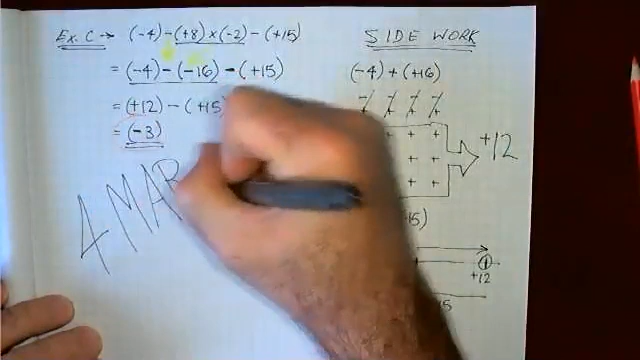 Ex. C → (-4) - (+8) × (-2) - (+15)
= (-4) - (-16) - (+15)
= (+12) - (+15)
= (-3)
4 MAR
SIDE WORK
(-4) + (+16)
+12
+12